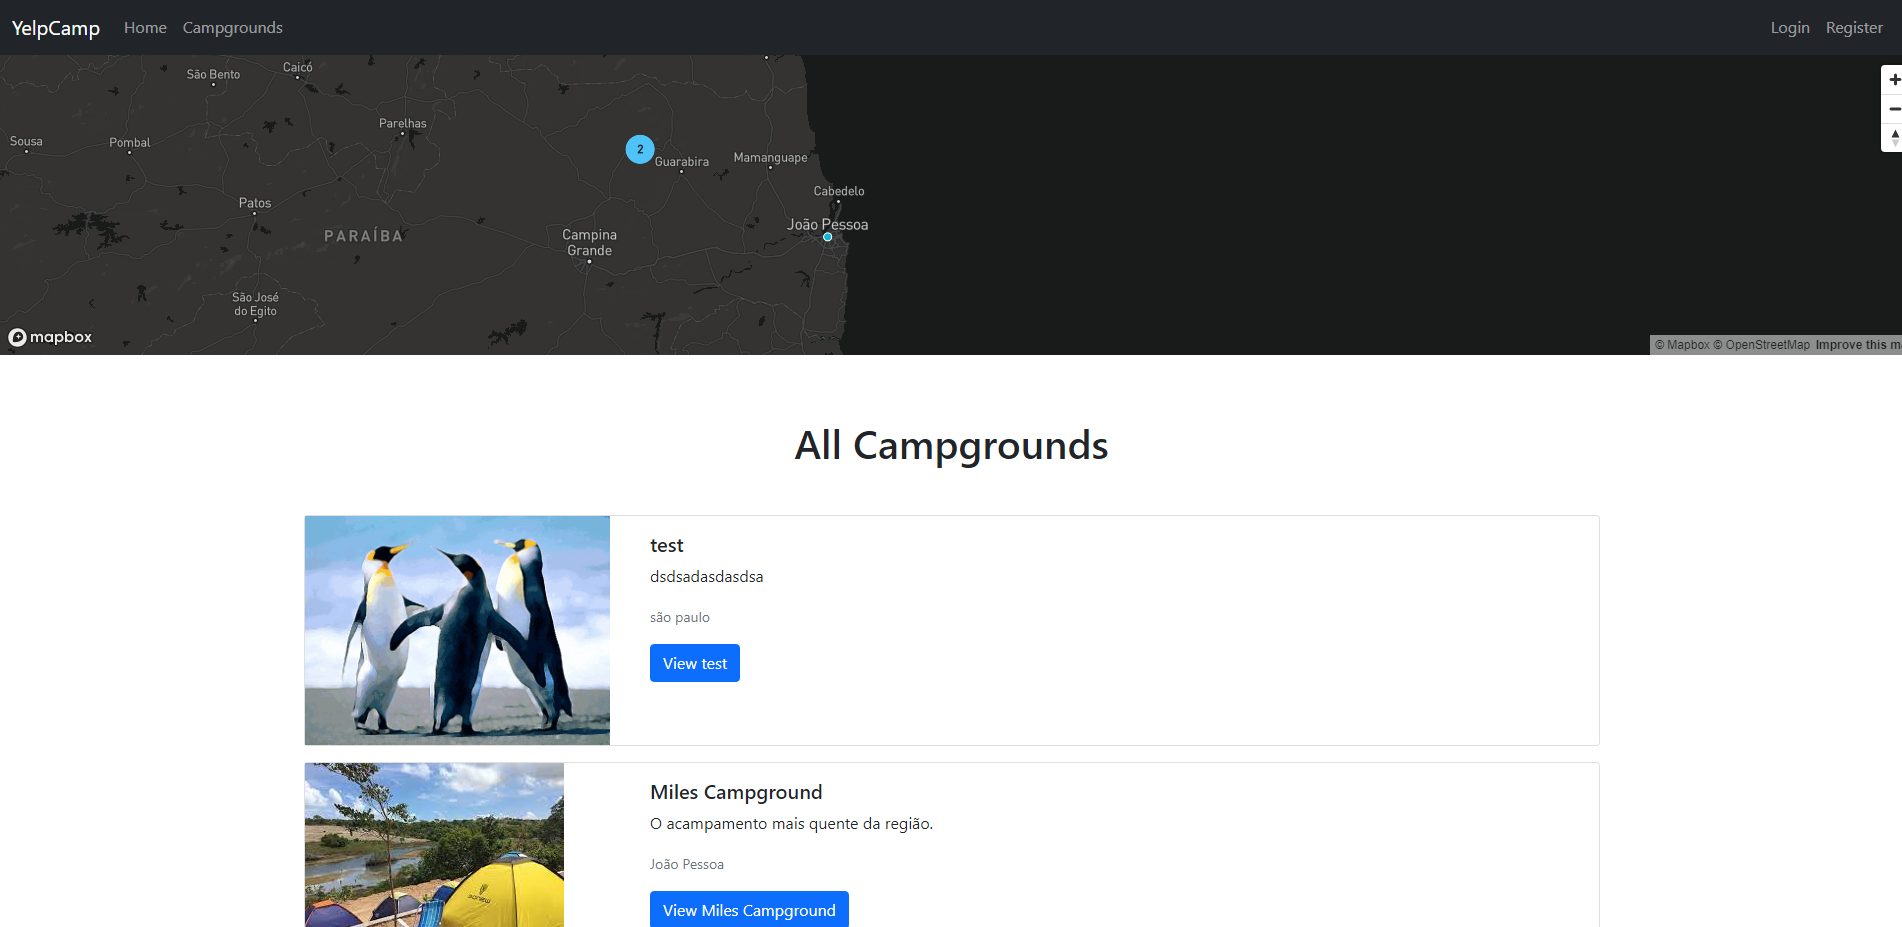 YelpCamp Home Campgrounds Login Register
Caicó
São Bento
Parelhas
Sousa
Pombal
2
Guarabira
Mamanguape
Cabedelo
Patos
João Pessoa
PARAÍBA
Campina
Grande
São José
do Egito
mapbox
© Mapbox © OpenStreetMap Improve this m
All Campgrounds
test
dsdsadasdasdsa
são paulo
View test
Miles Campground
O acampamento mais quente da região.
João Pessoa
View Miles Campground